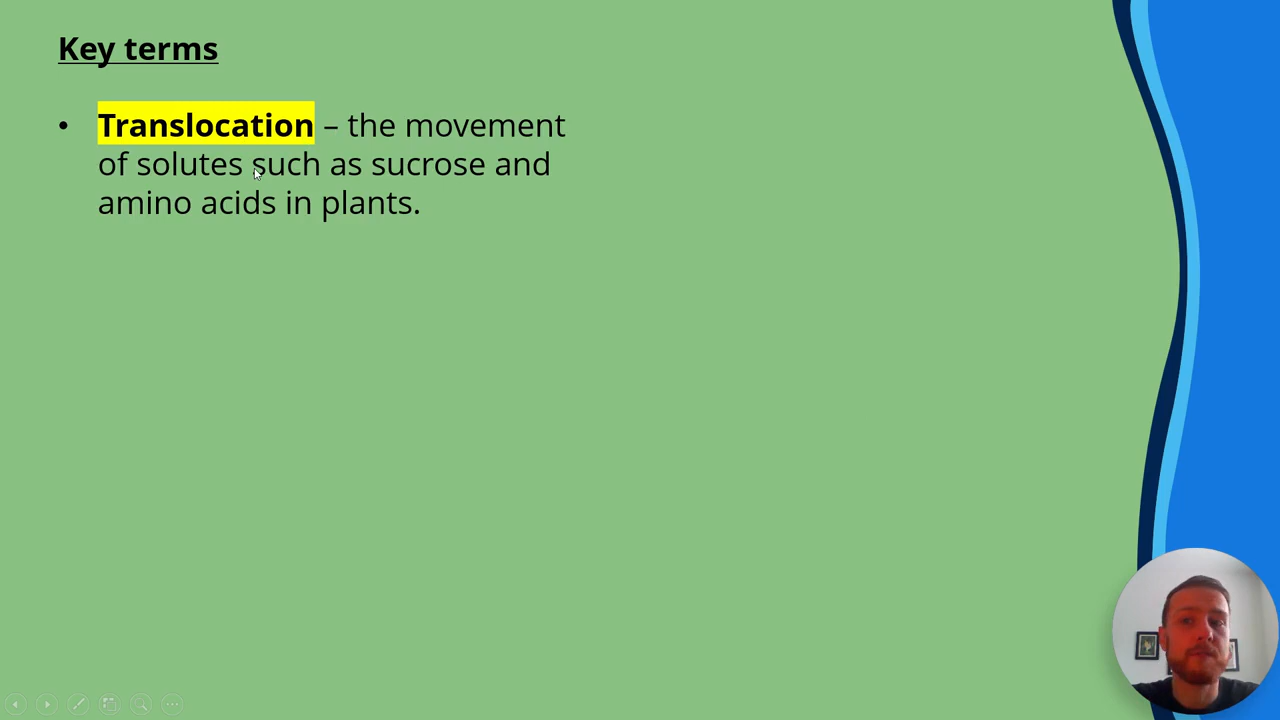 Key terms
• Translocation – the movement
of solutes such as sucrose and
amino acids in plants.